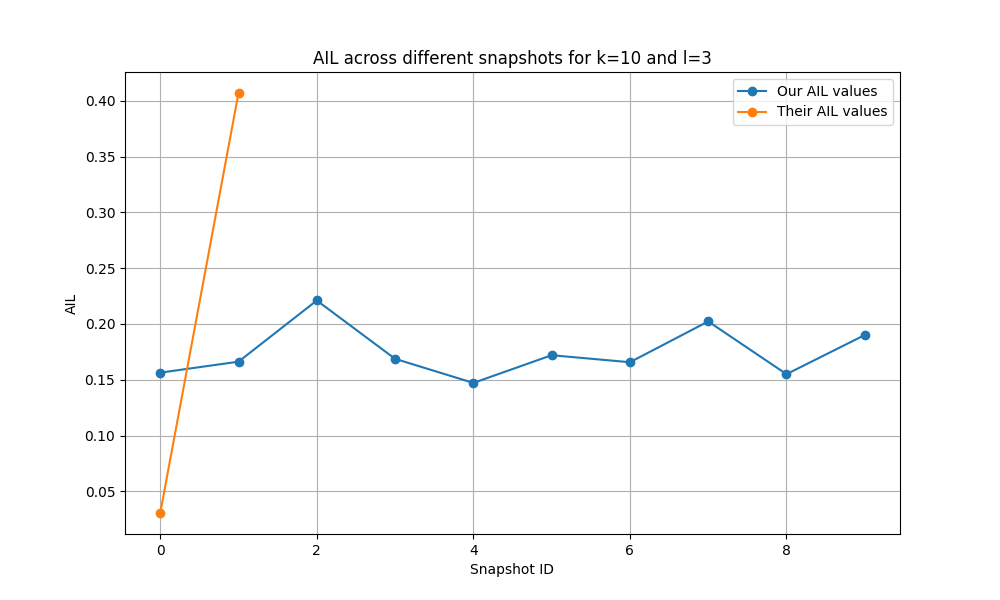 AIL across different snapshots for k=10 and l=3
Our AIL values
Their AIL values
AIL
0.40
0.35
0.30
0.25
0.20
0.15
0.10
0.05
0 2 4 6 8
Snapshot ID